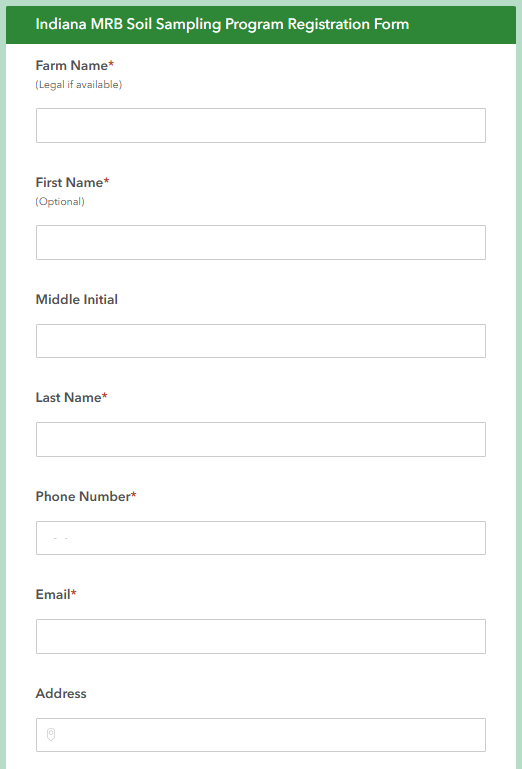 Indiana MRB Soil Sampling Program Registration Form
Farm Name*
(Legal if available)
First Name*
(Optional)
Middle Initial
Last Name*
Phone Number*
- -
Email*
Address